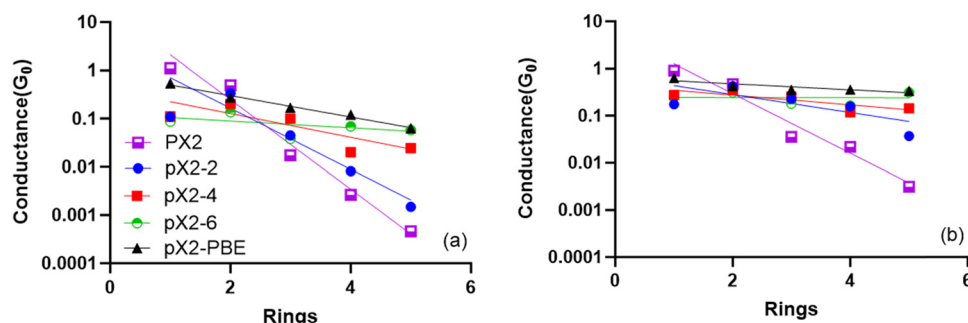 10
1
0.1
0.01
0.001
0.0001
Conductance(G₀)
PX2
pX2-2
pX2-4
pX2-6
pX2-PBE
(a)
0 2 4 6
Rings
10
1
0.1
0.01
0.001
0.0001
Conductance(G₀)
(b)
0 2 4 6
Rings